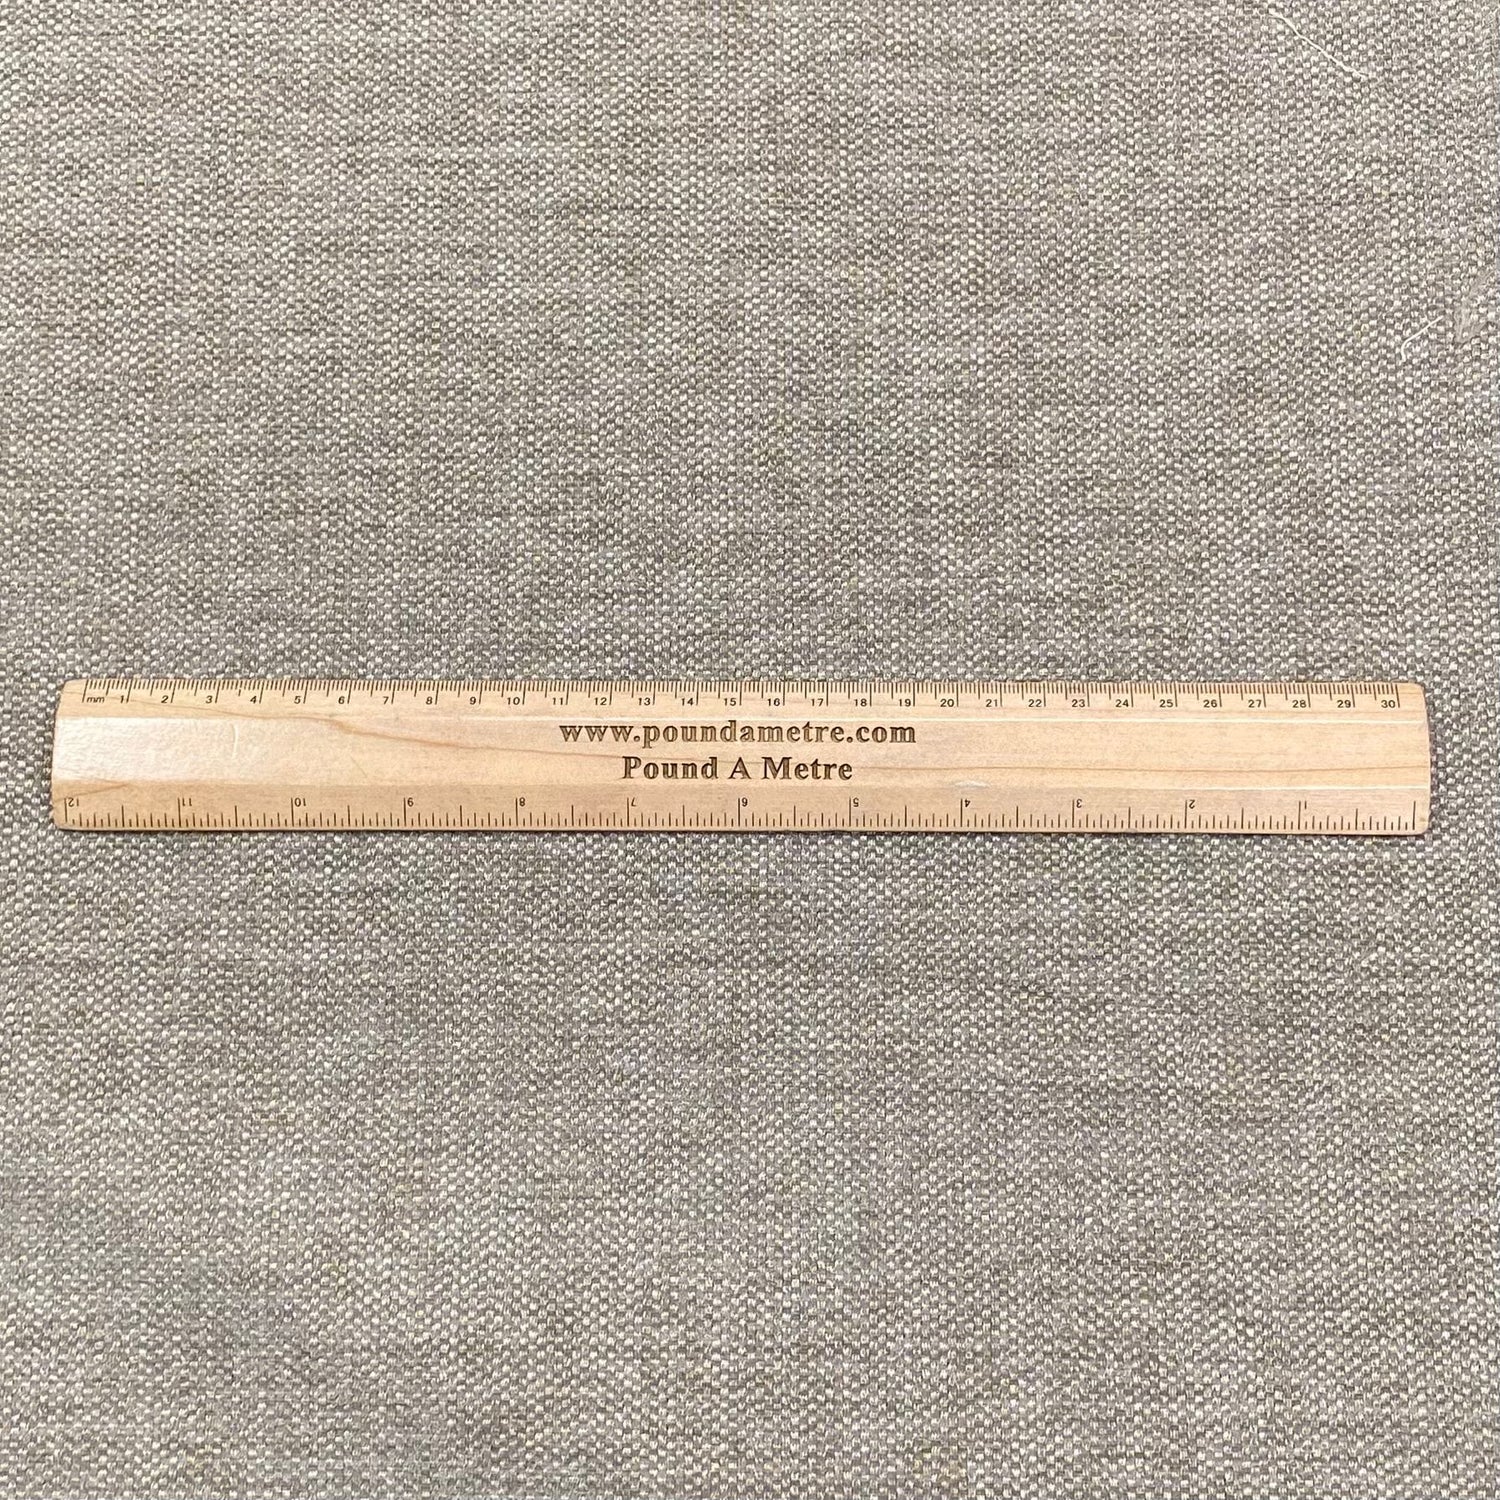 mm 1 2 3 4 5 6 7 8 9 10 11 12 13 14 15 16 17 18 19 20 21 22 23 24 25 26 27 28 29 30
www.poundametre.com
Pound A Metre
12 11 10 9 8 7 6 5 4 3 2 1